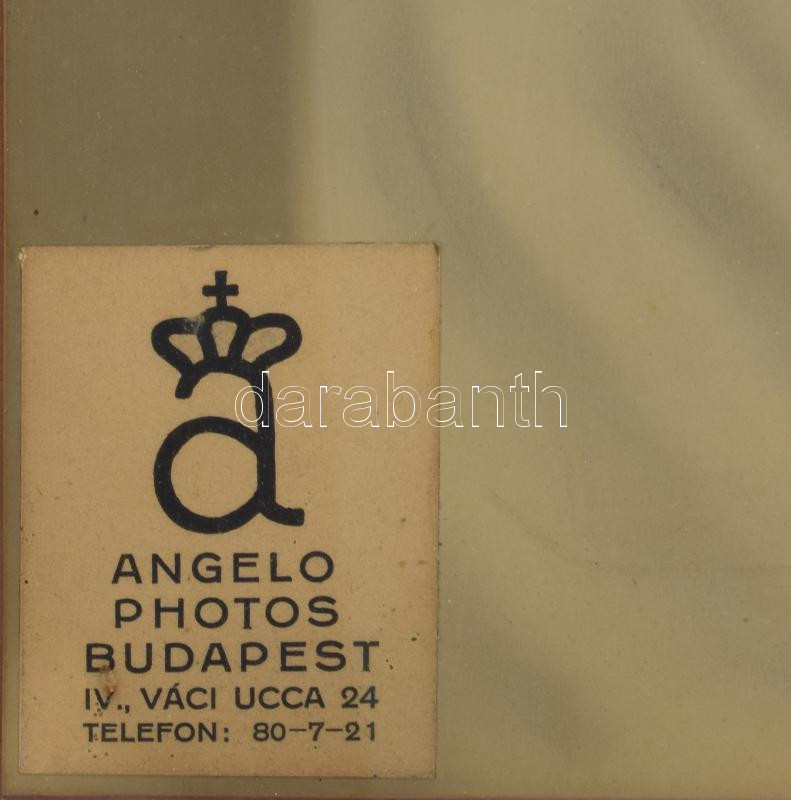 a
darabanth
ANGELO
PHOTOS
BUDAPEST
IV., VÁCI UCCA 24
TELEFON: 80-7-21